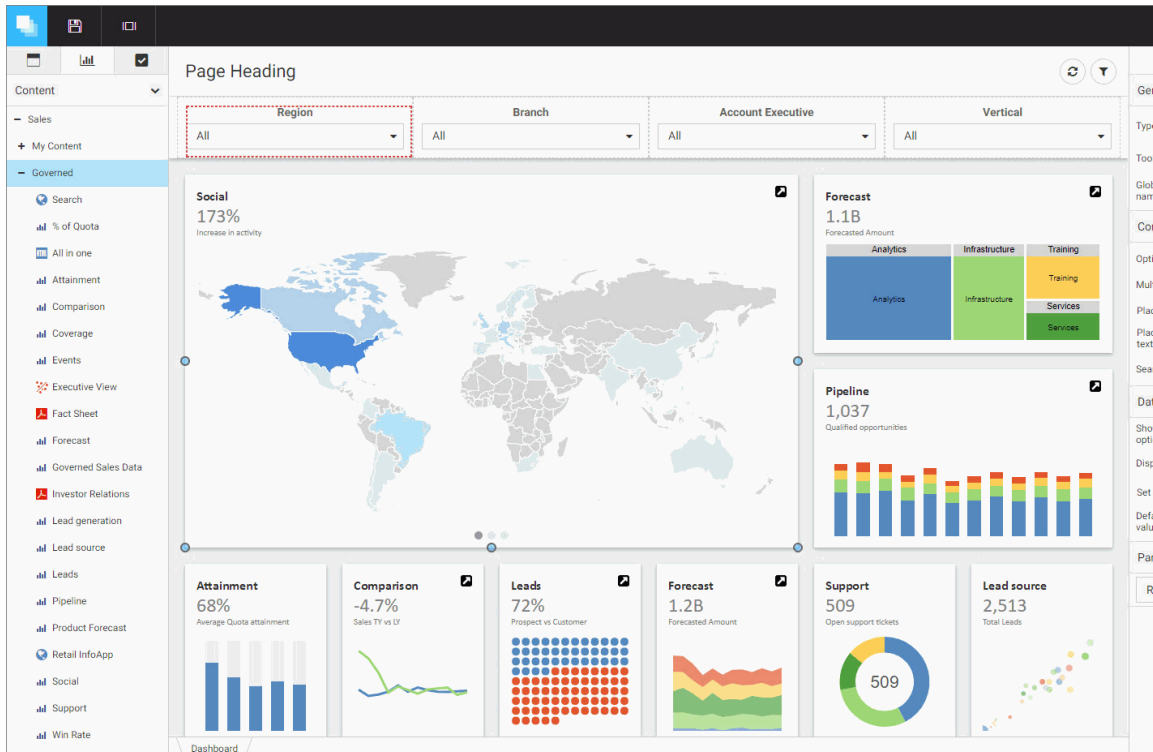 Page Heading
Content
Sales
My Content
Governed
Search
% of Quota
All in one
Attainment
Comparison
Coverage
Events
Executive View
Fact Sheet
Forecast
Governed Sales Data
Investor Relations
Lead generation
Lead source
Leads
Pipeline
Product Forecast
Retail InfoApp
Social
Support
Win Rate
Region
All
Branch
All
Account Executive
All
Vertical
All
Social
173%
Increase in activity
Forecast
1.1B
Forecasted Amount
Analytics
Infrastructure
Training
Analytics
Infrastructure
Training
Services
Services
Pipeline
1,037
Qualified opportunities
Attainment
68%
Average Quota attainment
Comparison
-4.7%
Sales TY vs LY
Leads
72%
Prospect vs Customer
Forecast
1.2B
Forecasted Amount
Support
509
Open support tickets
509
Lead source
2,513
Total Leads
Dashboard
Set